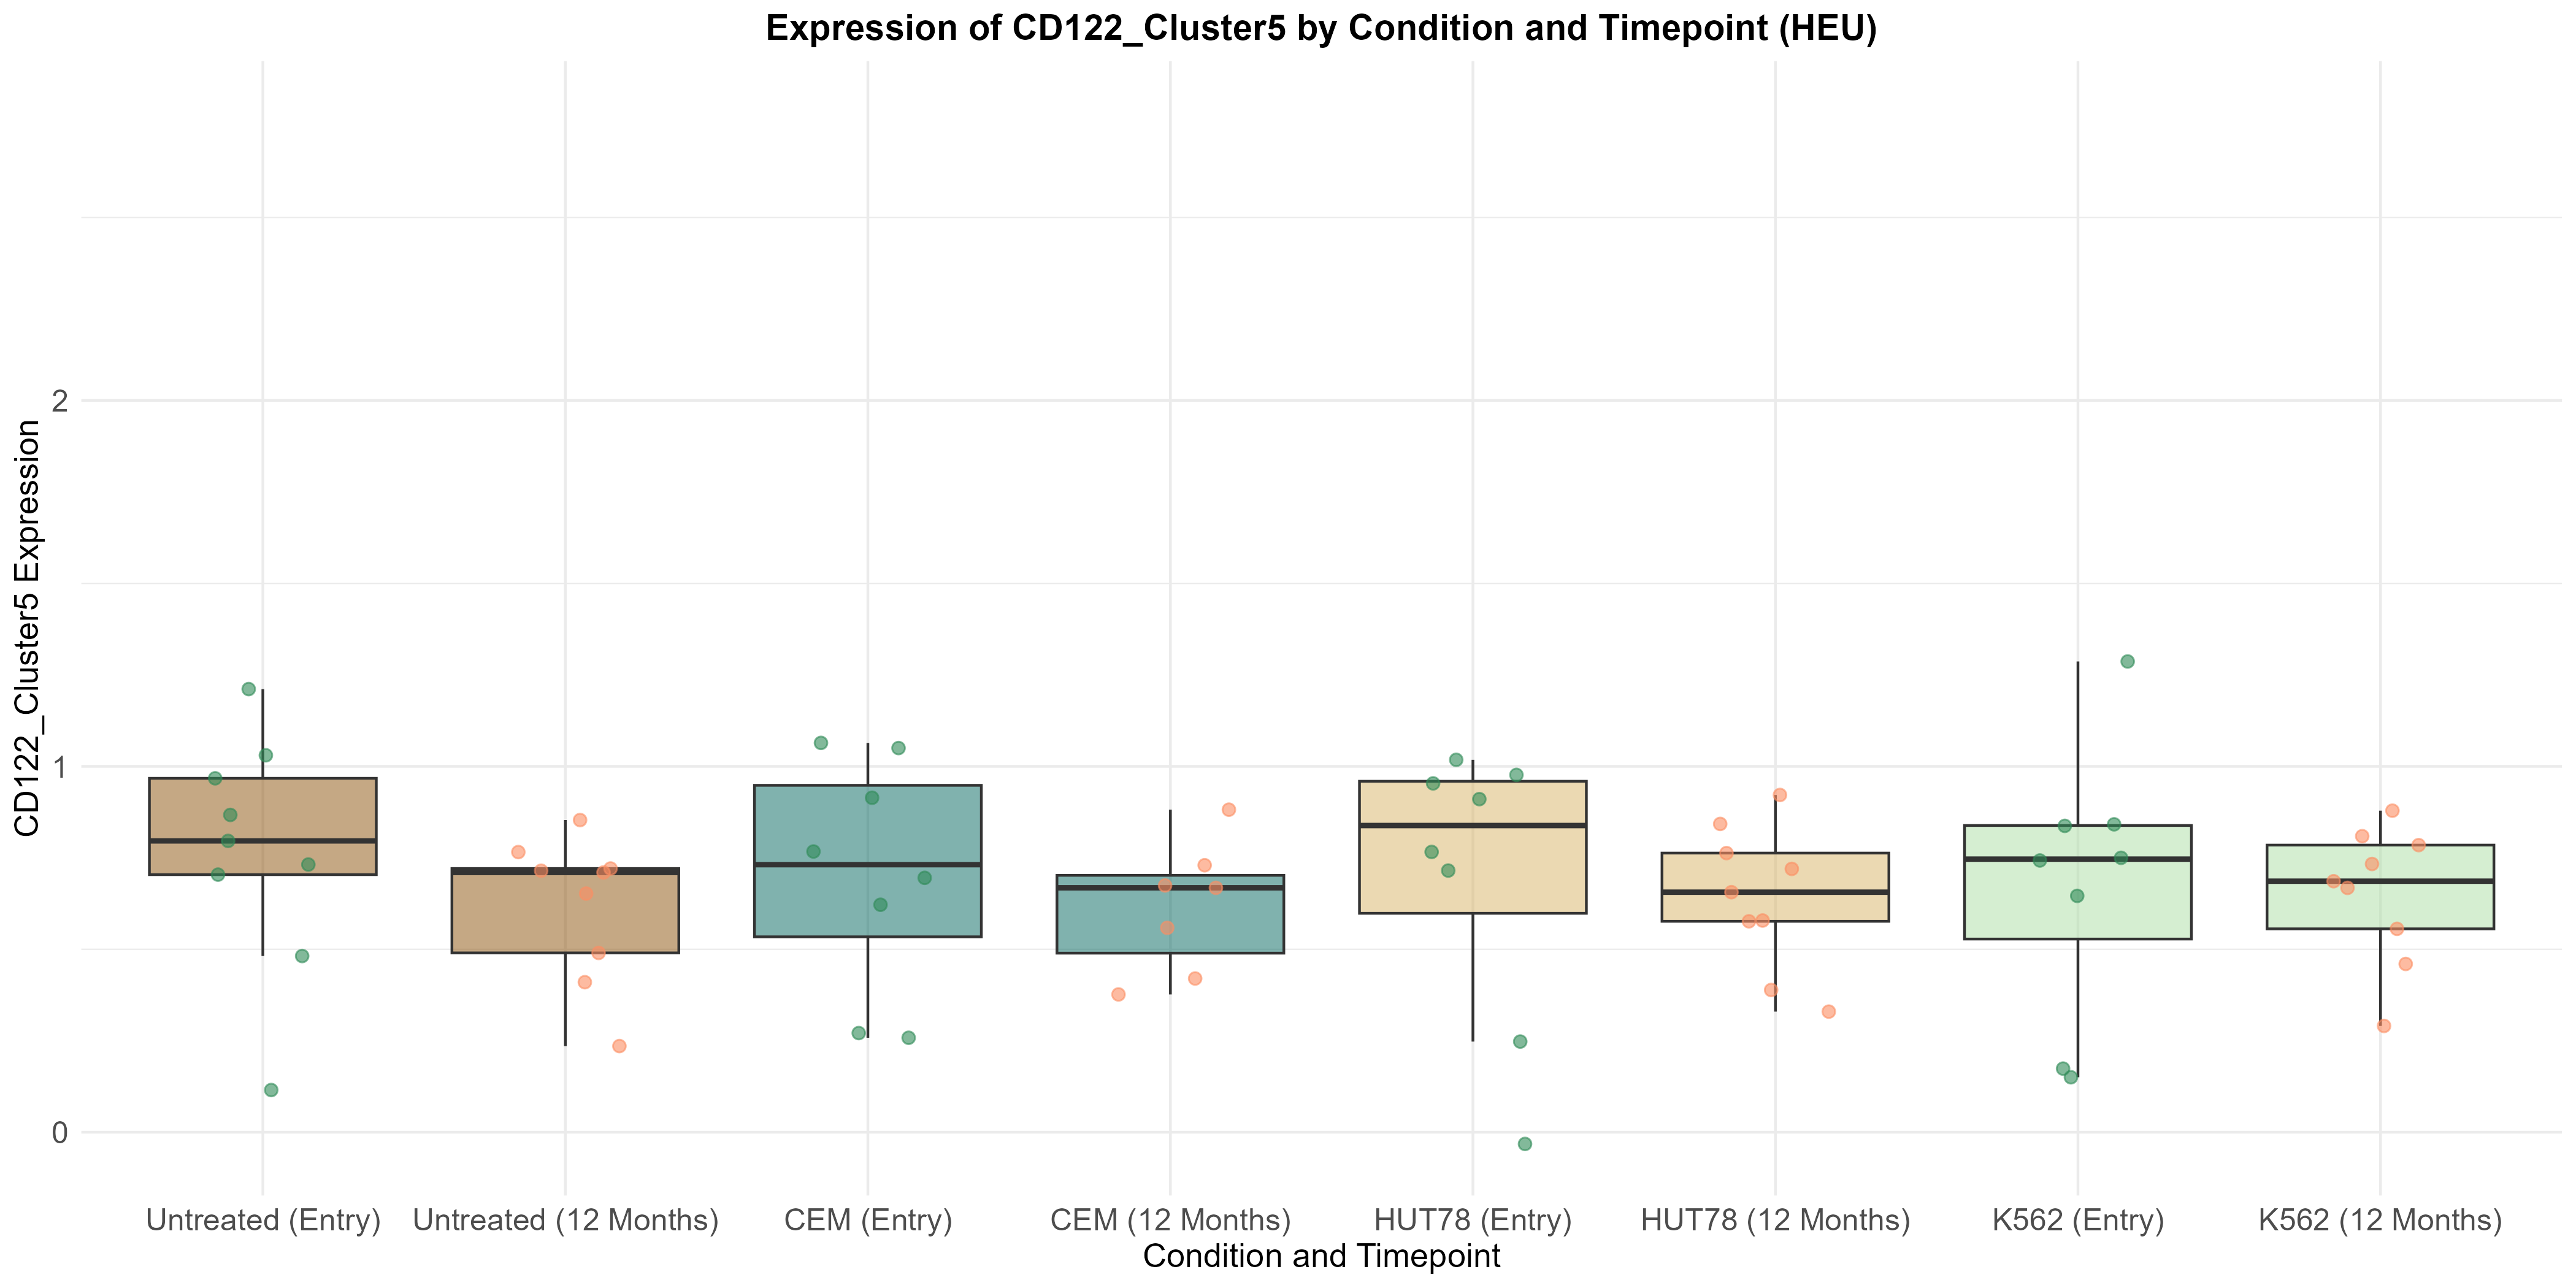 Expression of CD122_Cluster5 by Condition and Timepoint (HEU)
CD122_Cluster5 Expression
2
1
0
Untreated (Entry) Untreated (12 Months) CEM (Entry) CEM (12 Months) HUT78 (Entry) HUT78 (12 Months) K562 (Entry) K562 (12 Months)
Condition and Timepoint